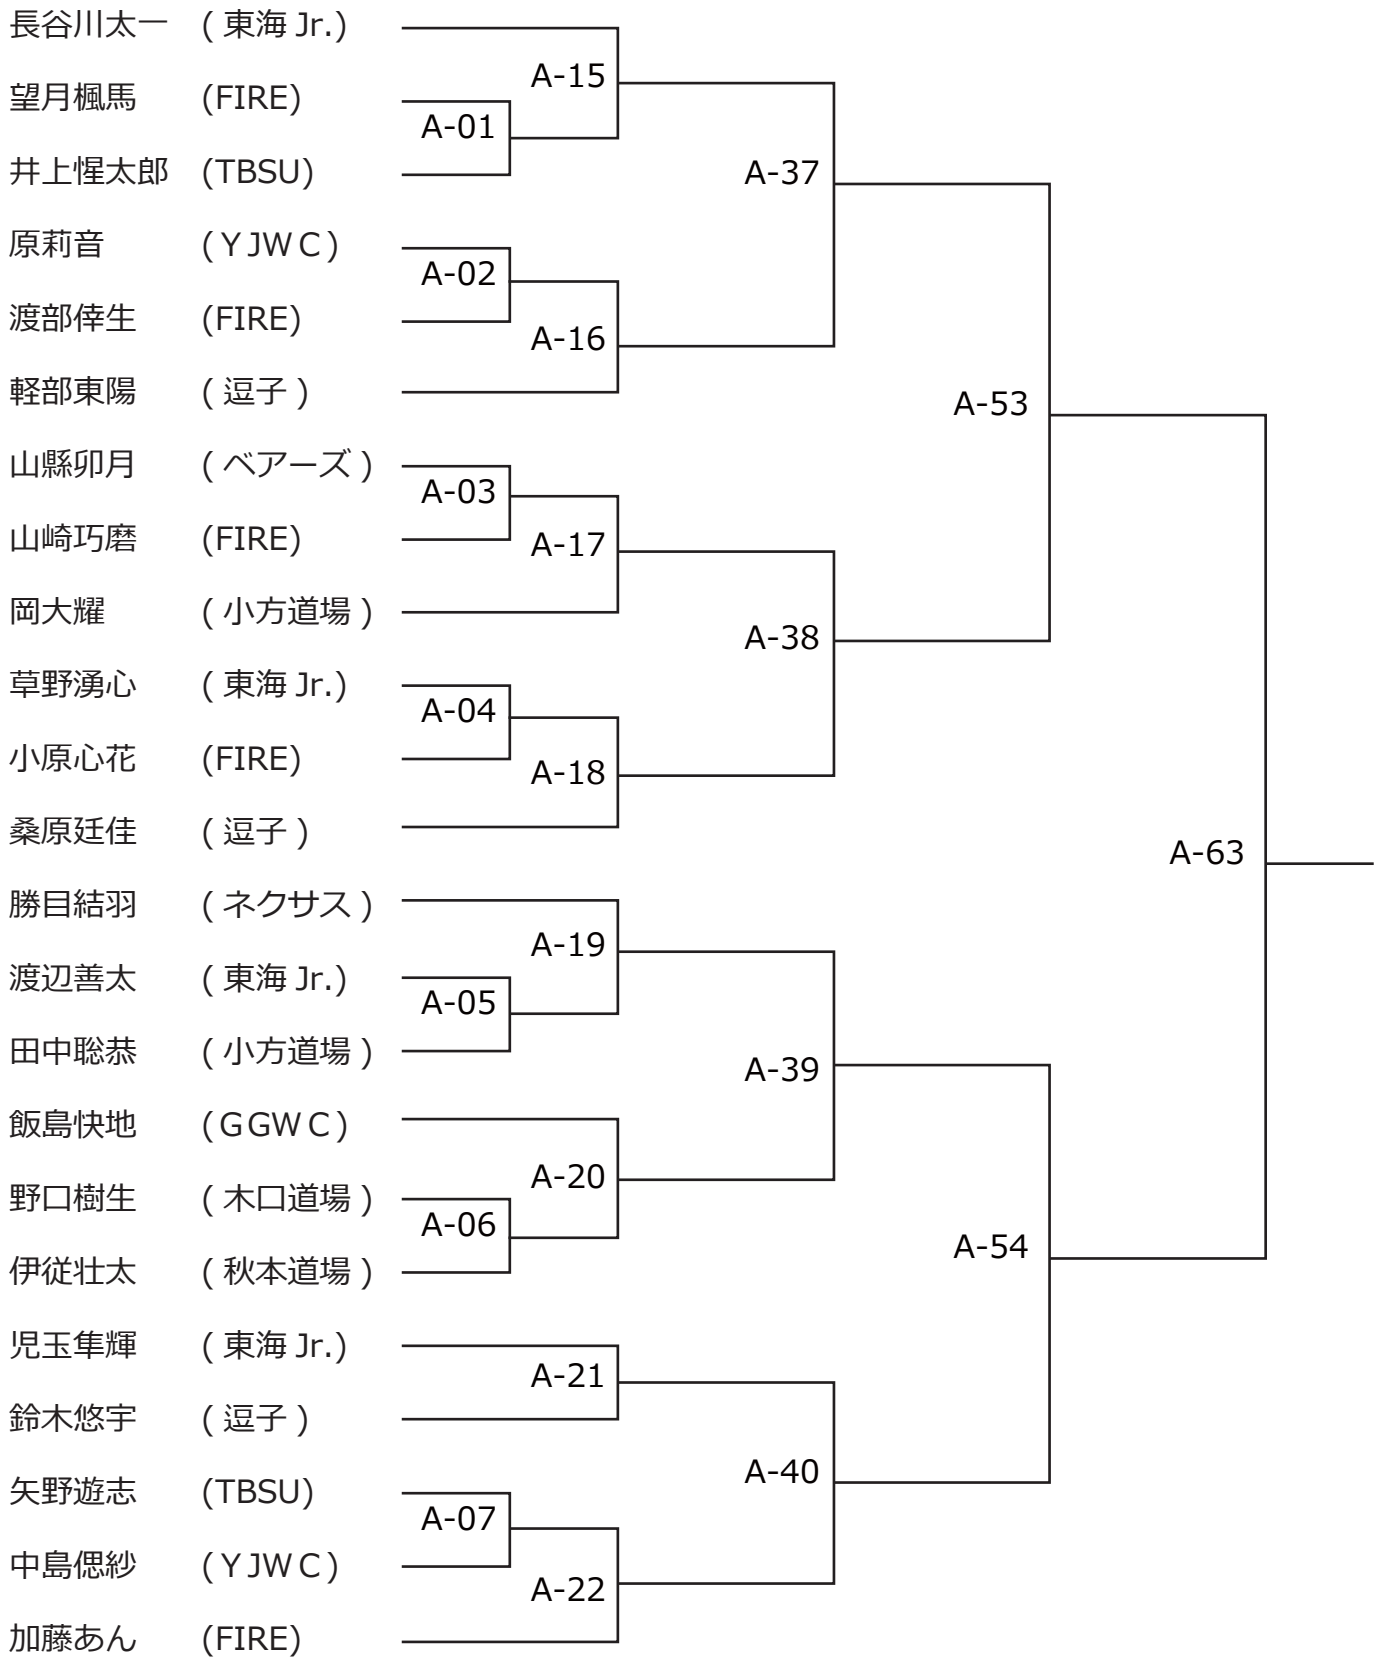 長谷川太一 ( 東海 Jr.)
A-15
望月楓馬 (FIRE)
A-01
井上惺太郎 (TBSU)
A-37
原莉音 ( Y JW C )
A-02
渡部倖生 (FIRE)
A-16
軽部東陽 ( 逗子 )
A-53
山縣卯月 ( ベアーズ )
A-03
山崎巧磨 (FIRE)
A-17
岡大耀 ( 小方道場 )
A-38
草野湧心 ( 東海 Jr.)
A-04
小原心花 (FIRE)
A-18
桑原廷佳 ( 逗子 )
A-63
勝目結羽 ( ネクサス )
A-19
渡辺善太 ( 東海 Jr.)
A-05
田中聡恭 ( 小方道場 )
A-39
飯島快地 ( G GW C )
A-20
野口樹生 ( 木口道場 )
A-06
A-54
伊従壮太 ( 秋本道場 )
児玉隼輝 ( 東海 Jr.)
A-21
鈴木悠宇 ( 逗子 )
A-40
矢野遊志 (TBSU)
A-07
中島偲紗 ( Y JW C )
A-22
加藤あん (FIRE)